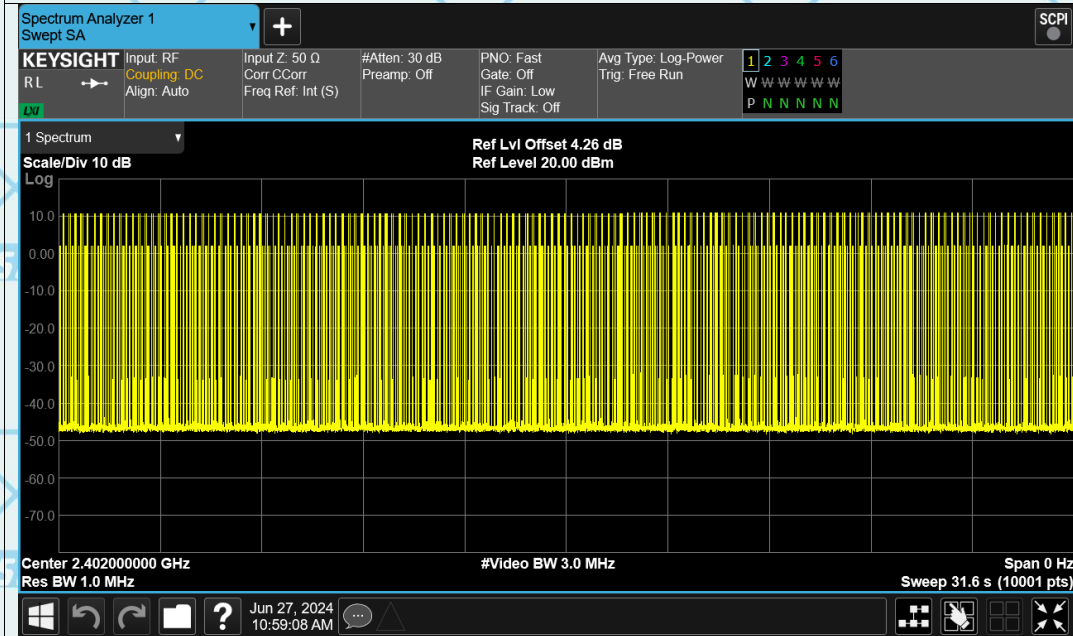 Spectrum Analyzer 1
Swept SA
+
SCPI
KEYSIGHT
RL
LXI
Input: RF
Coupling: DC
Align: Auto
Input Z: 50 Ω
Corr CCorr
Freq Ref: Int (S)
#Atten: 30 dB
Preamp: Off
PNO: Fast
Gate: Off
IF Gain: Low
Sig Track: Off
Avg Type: Log-Power
Trig: Free Run
1 2 3 4 5 6
W W W W W W
P N N N N N
1 Spectrum
Scale/Div 10 dB
Log
Ref Lvl Offset 4.26 dB
Ref Level 20.00 dBm
10.0
0.00
-10.0
-20.0
-30.0
-40.0
-50.0
-60.0
-70.0
Center 2.402000000 GHz
Res BW 1.0 MHz
#Video BW 3.0 MHz
Span 0 Hz
Sweep 31.6 s (10001 pts)
?
Jun 27, 2024
10:59:08 AM